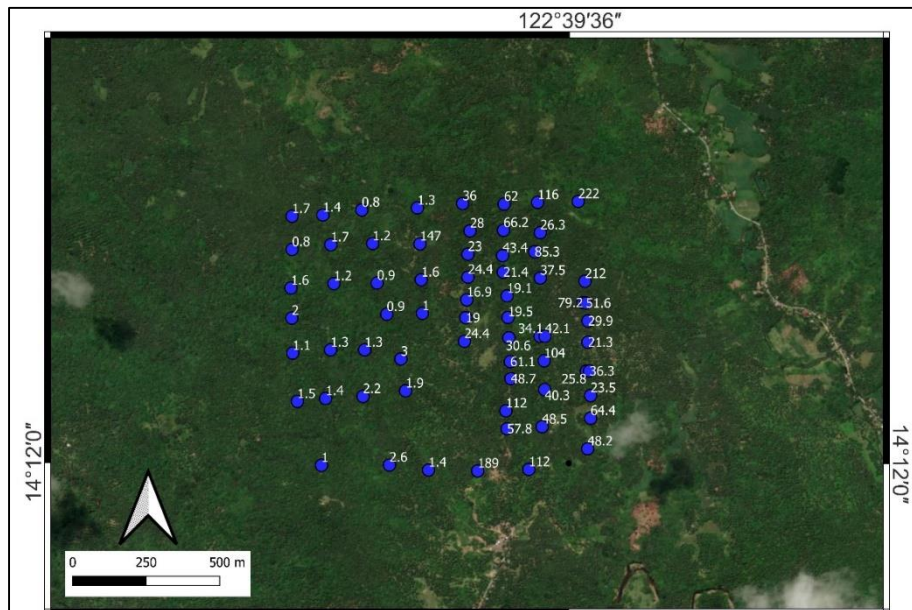 122°39′36″
36 62 116 222
1.7 1.4 0.8 1.3
28 66.2 26.3
0.8 1.7 1.2 147
23 43.4 85.3
24.4 21.4 37.5 212
1.6 1.2 0.9 1.6
16.9 19.1 79.2 51.6
2 0.9 1 19 19.5 29.9
24.4 34.1 42.1 21.3
30.6
1.1 1.3 1.3 3 61.1 104
48.7 25.8 36.3
1.5 1.4 2.2 1.9 40.3 23.5
112 64.4
57.8 48.5
48.2
14°12′0″ 14°12′0″
1 2.6 1.4 189 112
0 250 500 m